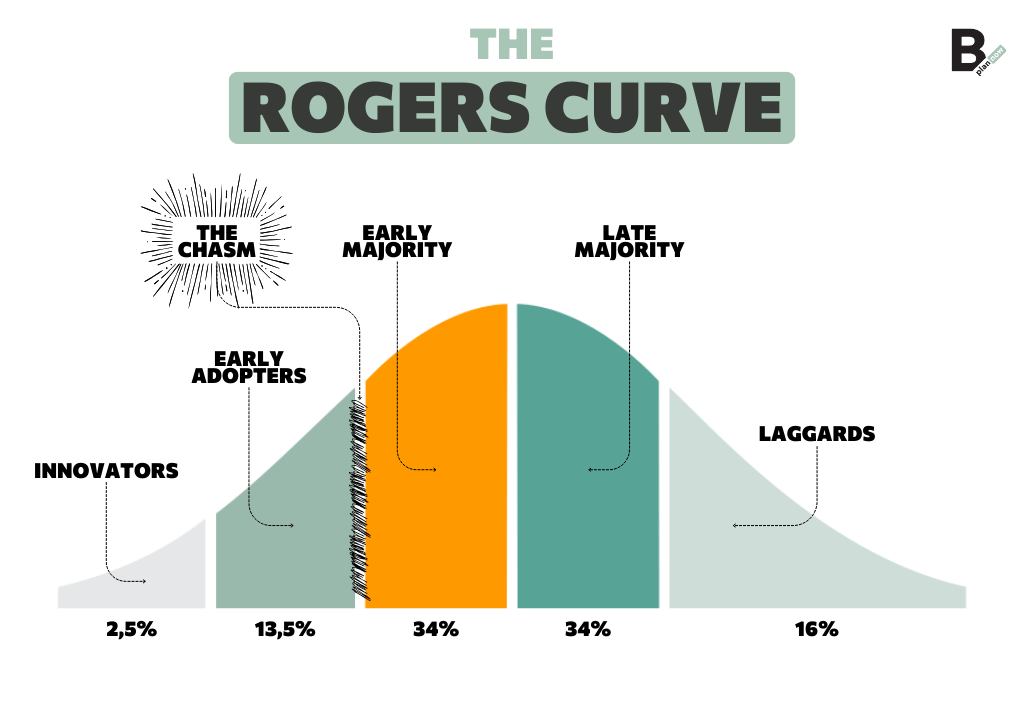 THE
ROGERS CURVE
B
plan NOW
THE
CHASM
EARLY
MAJORITY
LATE
MAJORITY
EARLY
ADOPTERS
LAGGARDS
INNOVATORS
2,5%
13,5%
34%
34%
16%